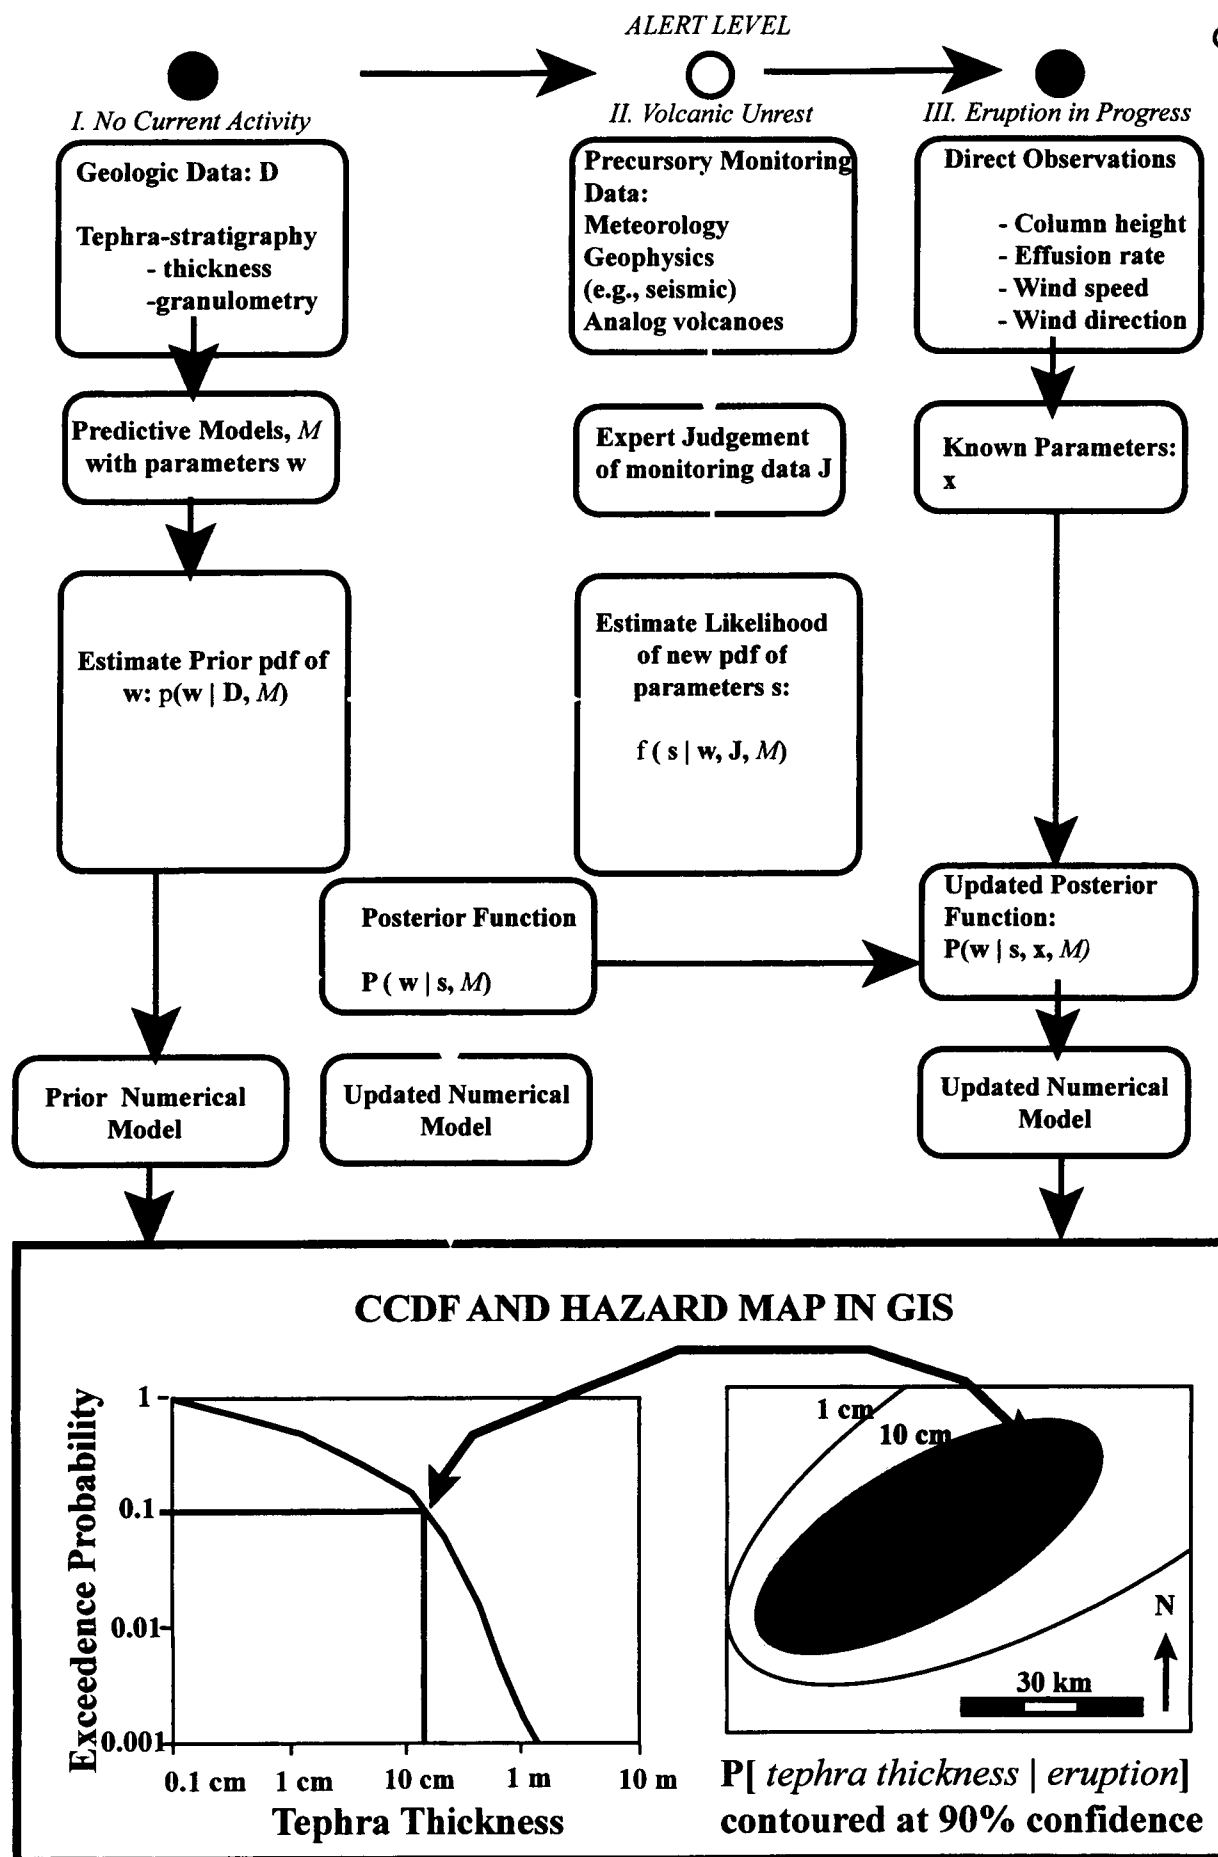 ALERT LEVEL
I. No Current Activity
II. Volcanic Unrest
III. Eruption in Progress
Geologic Data: D
Tephra-stratigraphy
- thickness
-granulometry
Precursory Monitoring
Data:
Meteorology
Geophysics
(e.g., seismic)
Analog volcanoes
Direct Observations
- Column height
- Effusion rate
- Wind speed
- Wind direction
Predictive Models, M
with parameters w
Expert Judgement
of monitoring data J
Known Parameters:
x
Estimate Prior pdf of
w: p(w | D, M)
Estimate Likelihood
of new pdf of
parameters s:
f ( s | w, J, M)
Posterior Function
P ( w | s, M)
Updated Posterior
Function:
P(w | s, x, M)
Prior Numerical
Model
Updated Numerical
Model
Updated Numerical
Model
CCDF AND HAZARD MAP IN GIS
Exceedence Probability
1
0.1
0.01
0.001
0.1 cm
1 cm
10 cm
1 m
10 m
Tephra Thickness
1 cm
10 cm
N
30 km
P[ tephra thickness | eruption]
contoured at 90% confidence